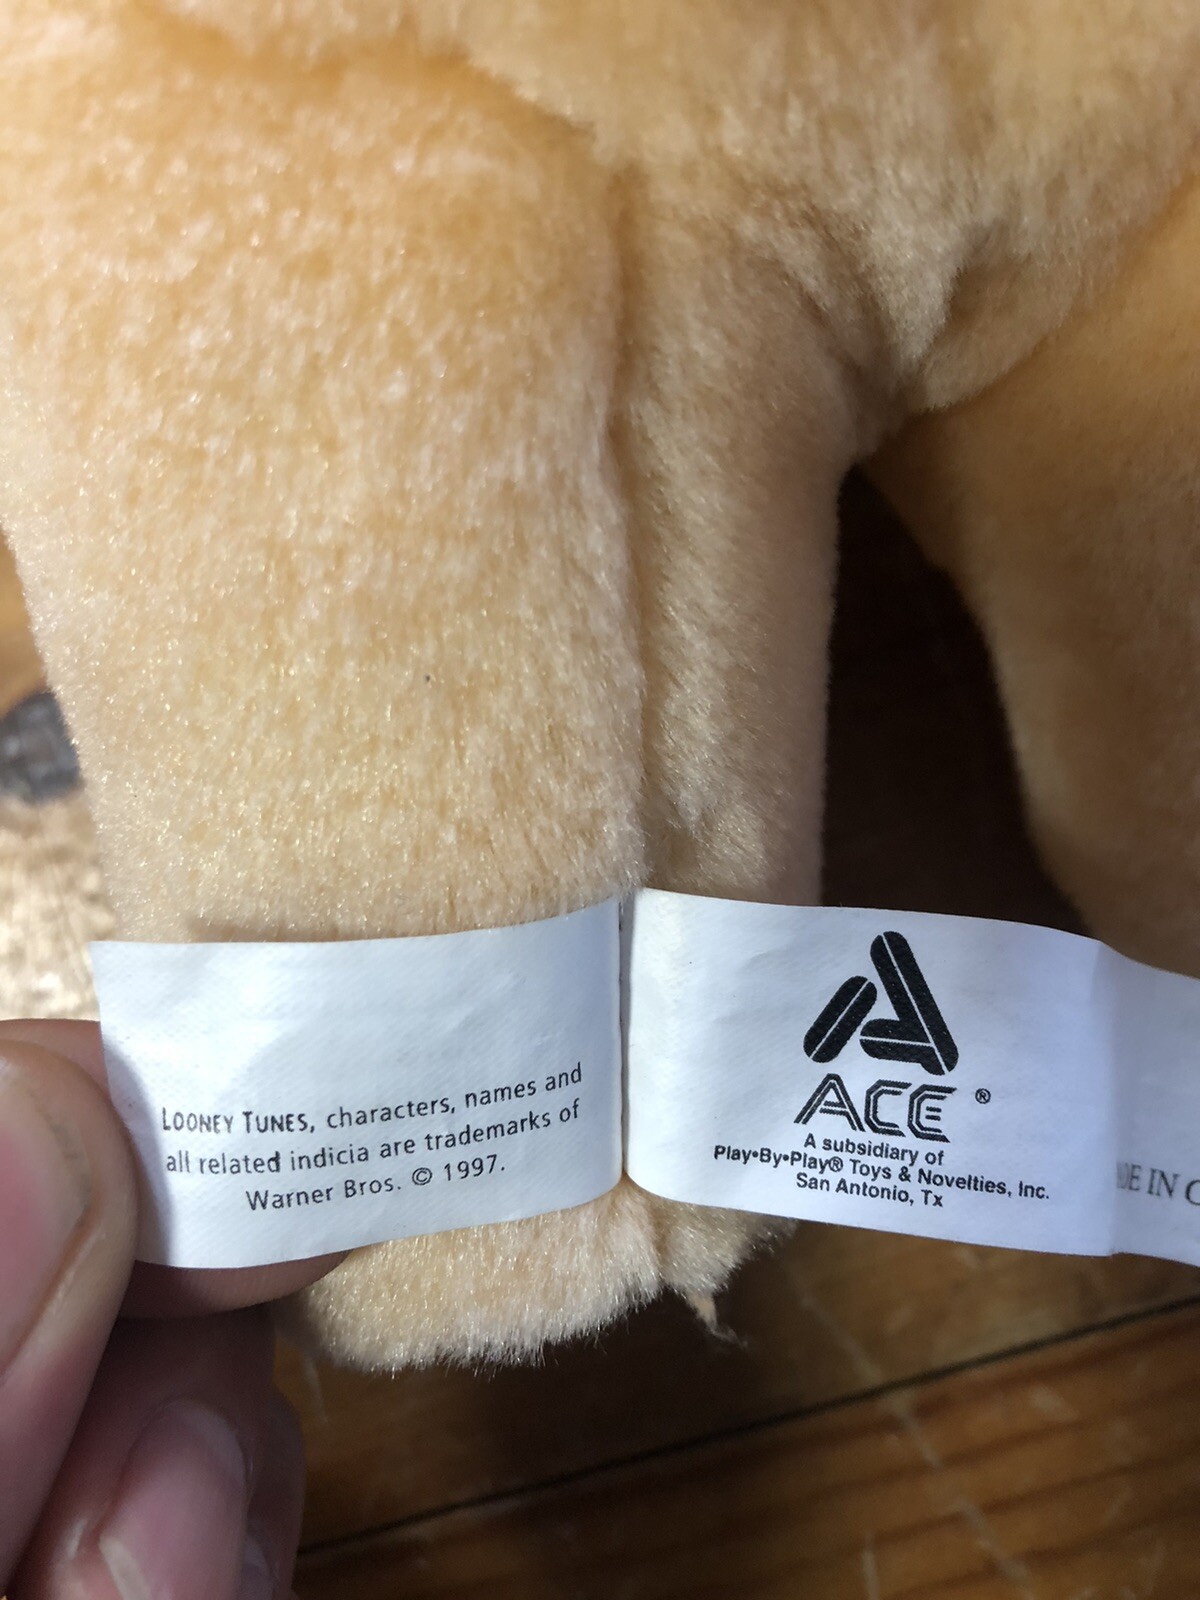 LOONEY TUNES, characters, names and
all related indicia are trademarks of
Warner Bros. © 1997.
ACE ®
A subsidiary of
Play•By•Play® Toys & Novelties, Inc.
San Antonio, Tx
IN